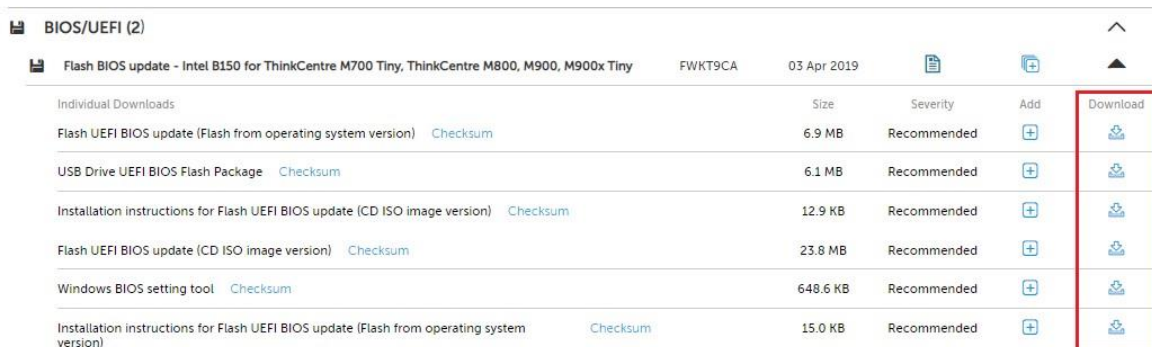 BIOS/UEFI (2)
Flash BIOS update - Intel B150 for ThinkCentre M700 Tiny, ThinkCentre M800, M900, M900x Tiny FWKT9CA 03 Apr 2019
Individual Downloads Size Severity Add Download
Flash UEFI BIOS update (Flash from operating system version) Checksum 6.9 MB Recommended
USB Drive UEFI BIOS Flash Package Checksum 6.1 MB Recommended
Installation instructions for Flash UEFI BIOS update (CD ISO image version) Checksum 12.9 KB Recommended
Flash UEFI BIOS update (CD ISO image version) Checksum 23.8 MB Recommended
Windows BIOS setting tool Checksum 648.6 KB Recommended
Installation instructions for Flash UEFI BIOS update (Flash from operating system Checksum 15.0 KB Recommended
version)